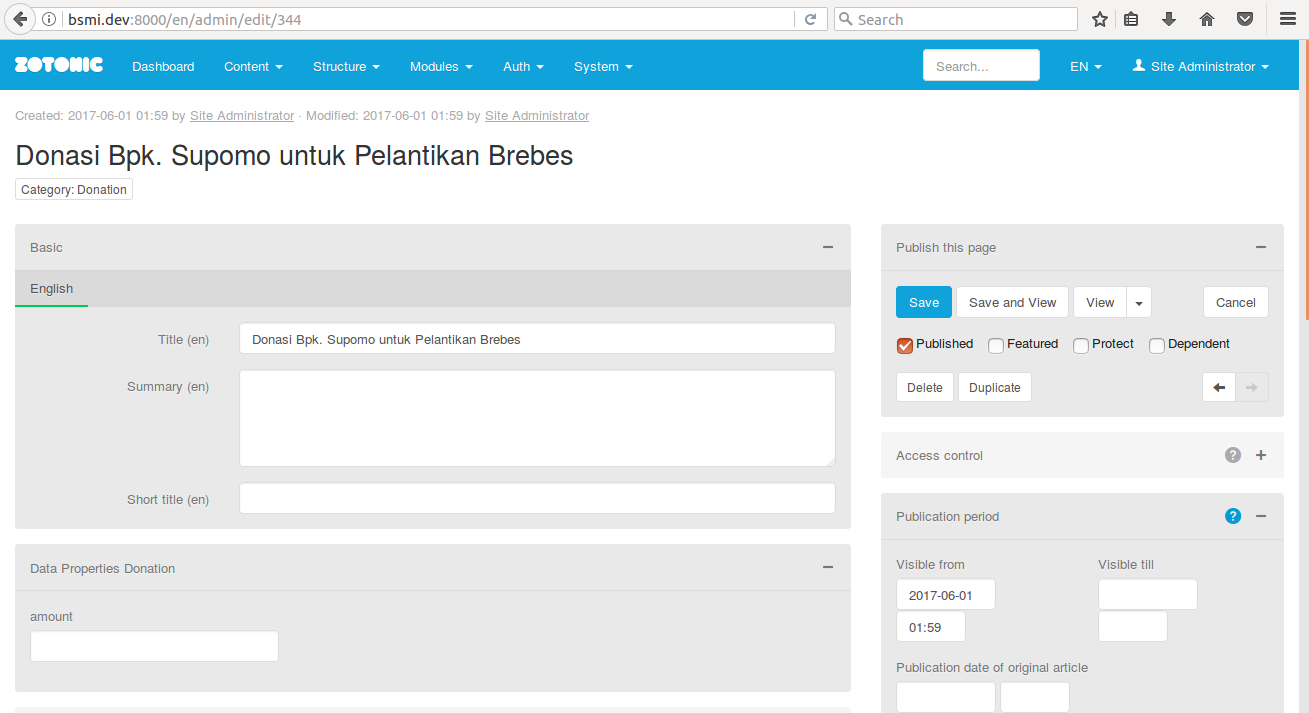 bsmi.dev:8000/en/admin/edit/344
Search
ZOTONIC Dashboard Content Structure Modules Auth System Search... EN Site Administrator
Created: 2017-06-01 01:59 by Site Administrator · Modified: 2017-06-01 01:59 by Site Administrator
Donasi Bpk. Supomo untuk Pelantikan Brebes
Category: Donation
Basic
English
Title (en) Donasi Bpk. Supomo untuk Pelantikan Brebes
Summary (en)
Short title (en)
Data Properties Donation
amount
Publish this page
Save Save and View View Cancel
Published Featured Protect Dependent
Delete Duplicate
Access control ?
Publication period ?
Visible from Visible till
2017-06-01
01:59
Publication date of original article